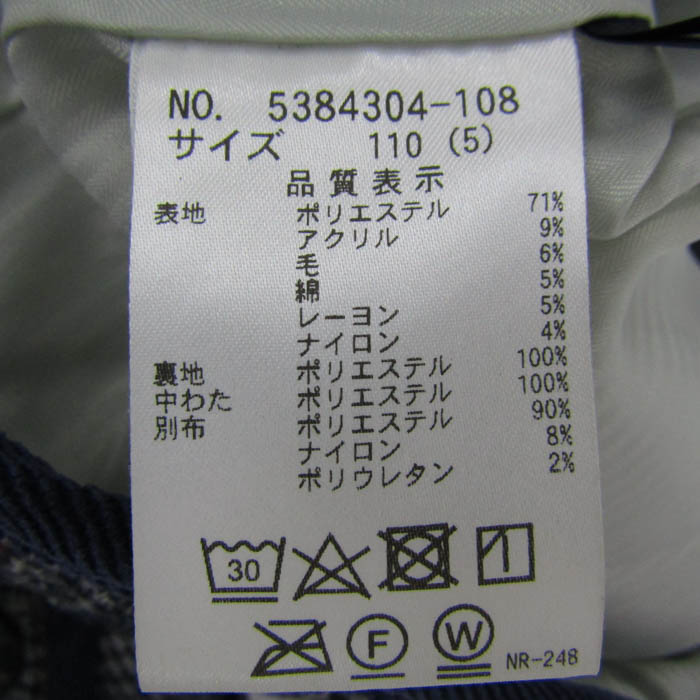 NO. 5384304-108
サイズ 110 (5)
品質表示
表地 ポリエステル 71%
アクリル 9%
毛 6%
綿 5%
レーヨン 5%
ナイロン 4%
裏地 ポリエステル 100%
中わた ポリエステル 100%
別布 ポリエステル 90%
ナイロン 8%
ポリウレタン 2%
30
F W
NR-248